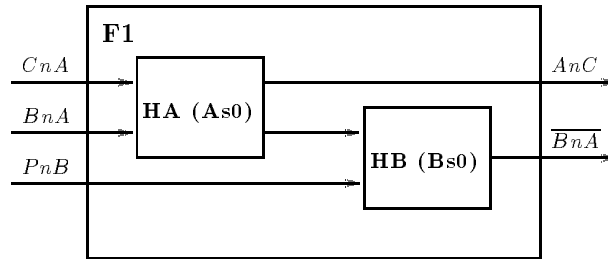 F1
CnA
AnC
BnA
HA (As0)
BnA
PnB
HB (Bs0)